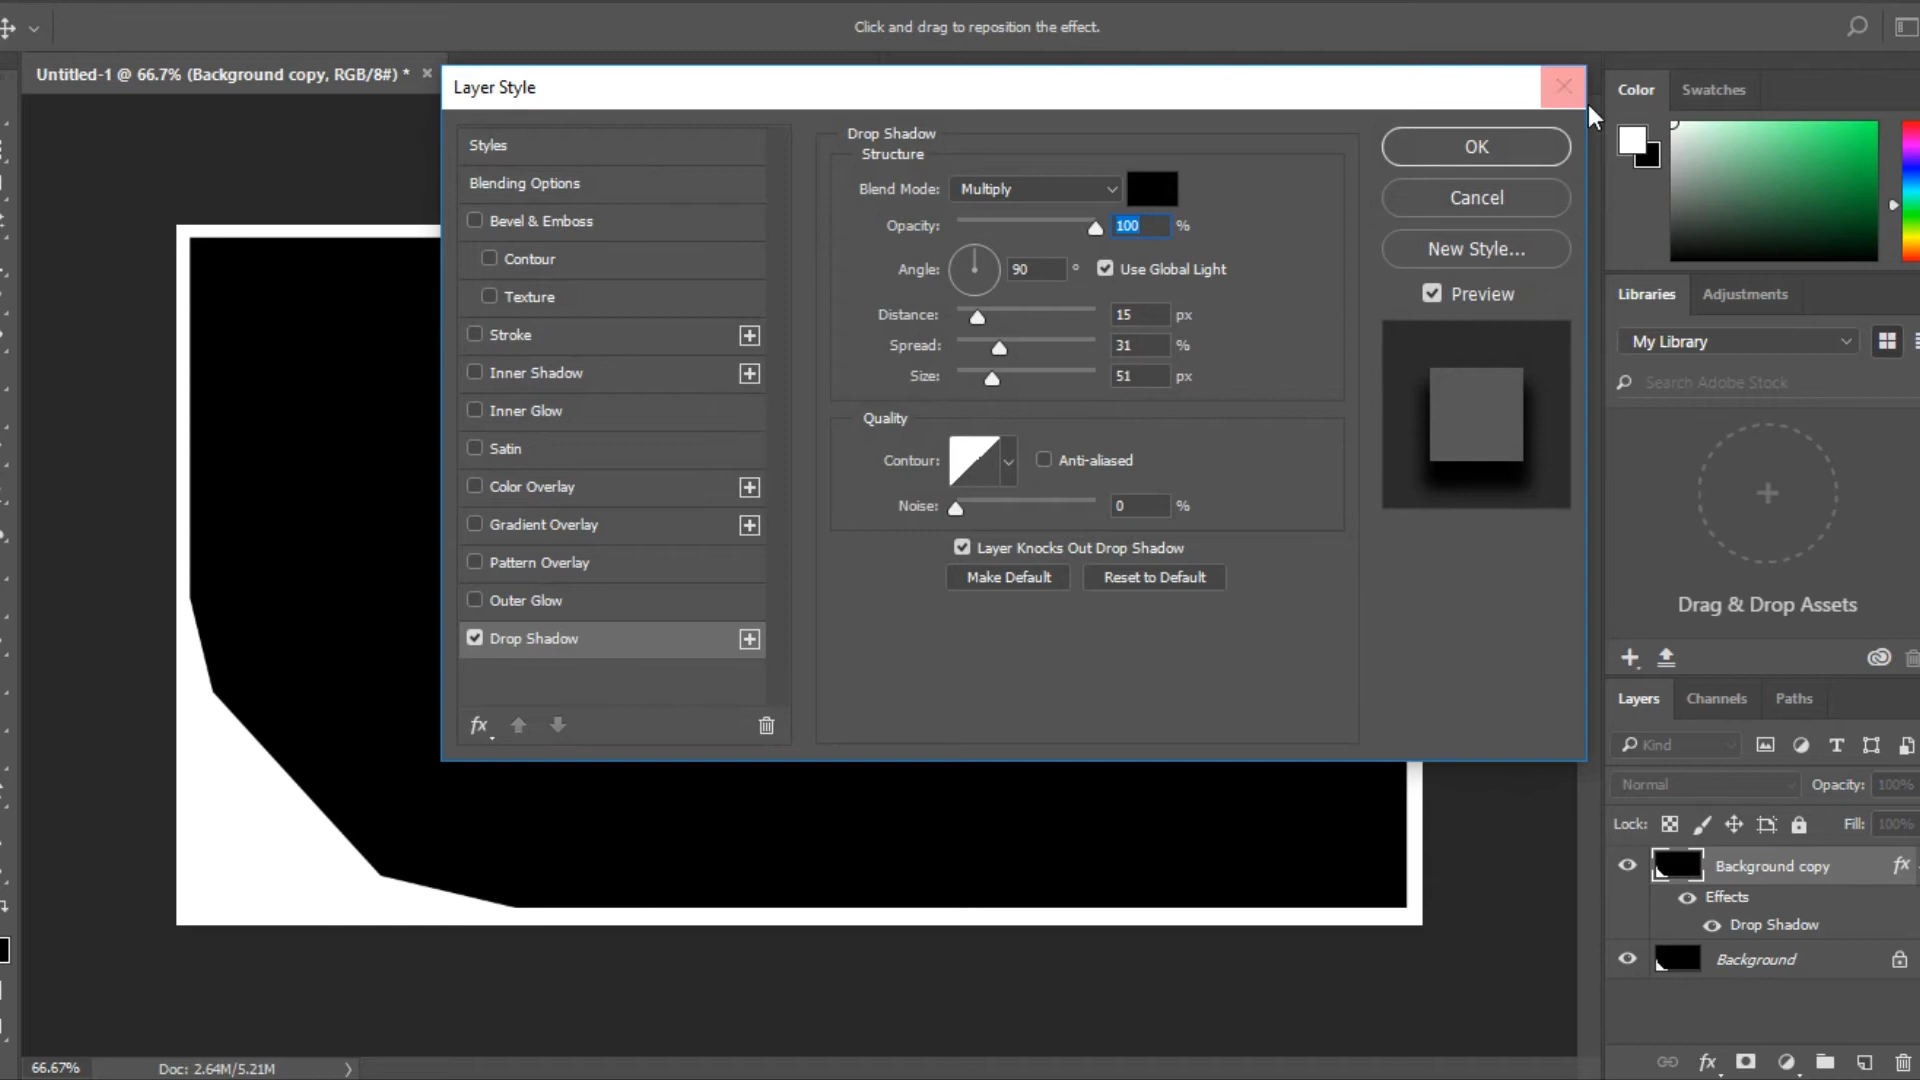 Click and drag to reposition the effect.
Untitled-1 @ 66.7% (Background copy, RGB/8#) * ×
Layer Style
Styles
Blending Options
Bevel & Emboss
Contour
Texture
Stroke
Inner Shadow
Inner Glow
Satin
Color Overlay
Gradient Overlay
Pattern Overlay
Outer Glow
Drop Shadow
fx
Drop Shadow
Structure
Blend Mode: Multiply
Opacity: 100 %
Angle: 90 ° Use Global Light
Distance: 15 px
Spread: 31 %
Size: 51 px
Quality
Contour: Anti-aliased
Noise: 0 %
Layer Knocks Out Drop Shadow
Make Default Reset to Default
OK
Cancel
New Style...
Preview
Color Swatches
Libraries Adjustments
My Library
Search Adobe Stock
Drag & Drop Assets
Layers Channels Paths
Kind
Normal Opacity: 100%
Lock: Fill: 100%
Background copy fx
Effects
Drop Shadow
Background
fx
66.67% Doc: 2.64M/5.21M